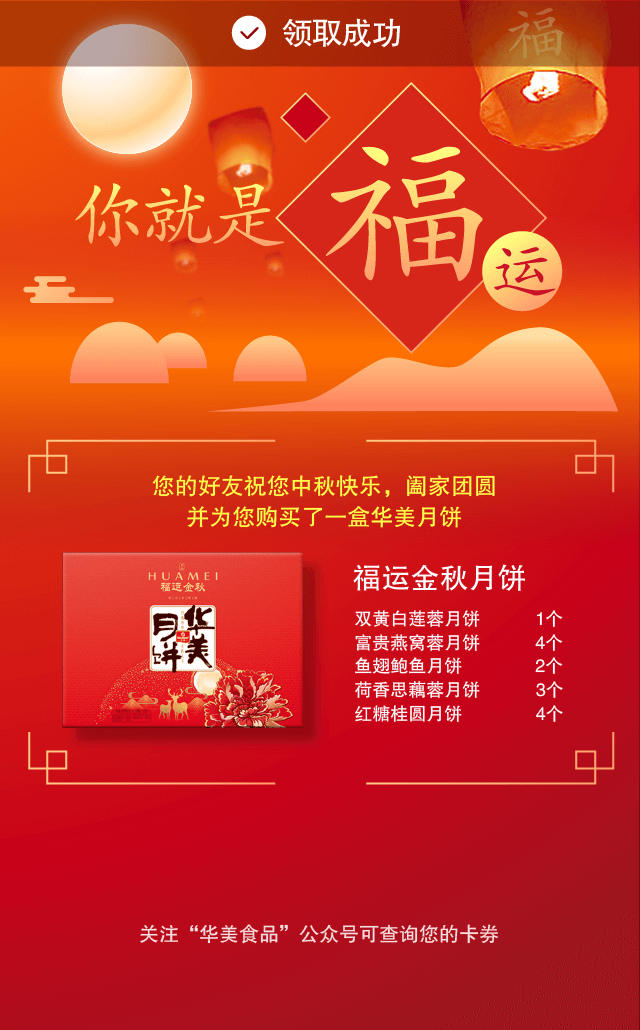 领取成功
福
你就是
福
运
您的好友祝您中秋快乐，阖家团圆
并为您购买了一盒华美月饼
HUAMEI
福运金秋
华美
月饼
福运金秋月饼
双黄白莲蓉月饼 1个
富贵燕窝蓉月饼 4个
鱼翅鲍鱼月饼 2个
荷香思藕蓉月饼 3个
红糖桂圆月饼 4个
关注“华美食品”公众号可查询您的卡券